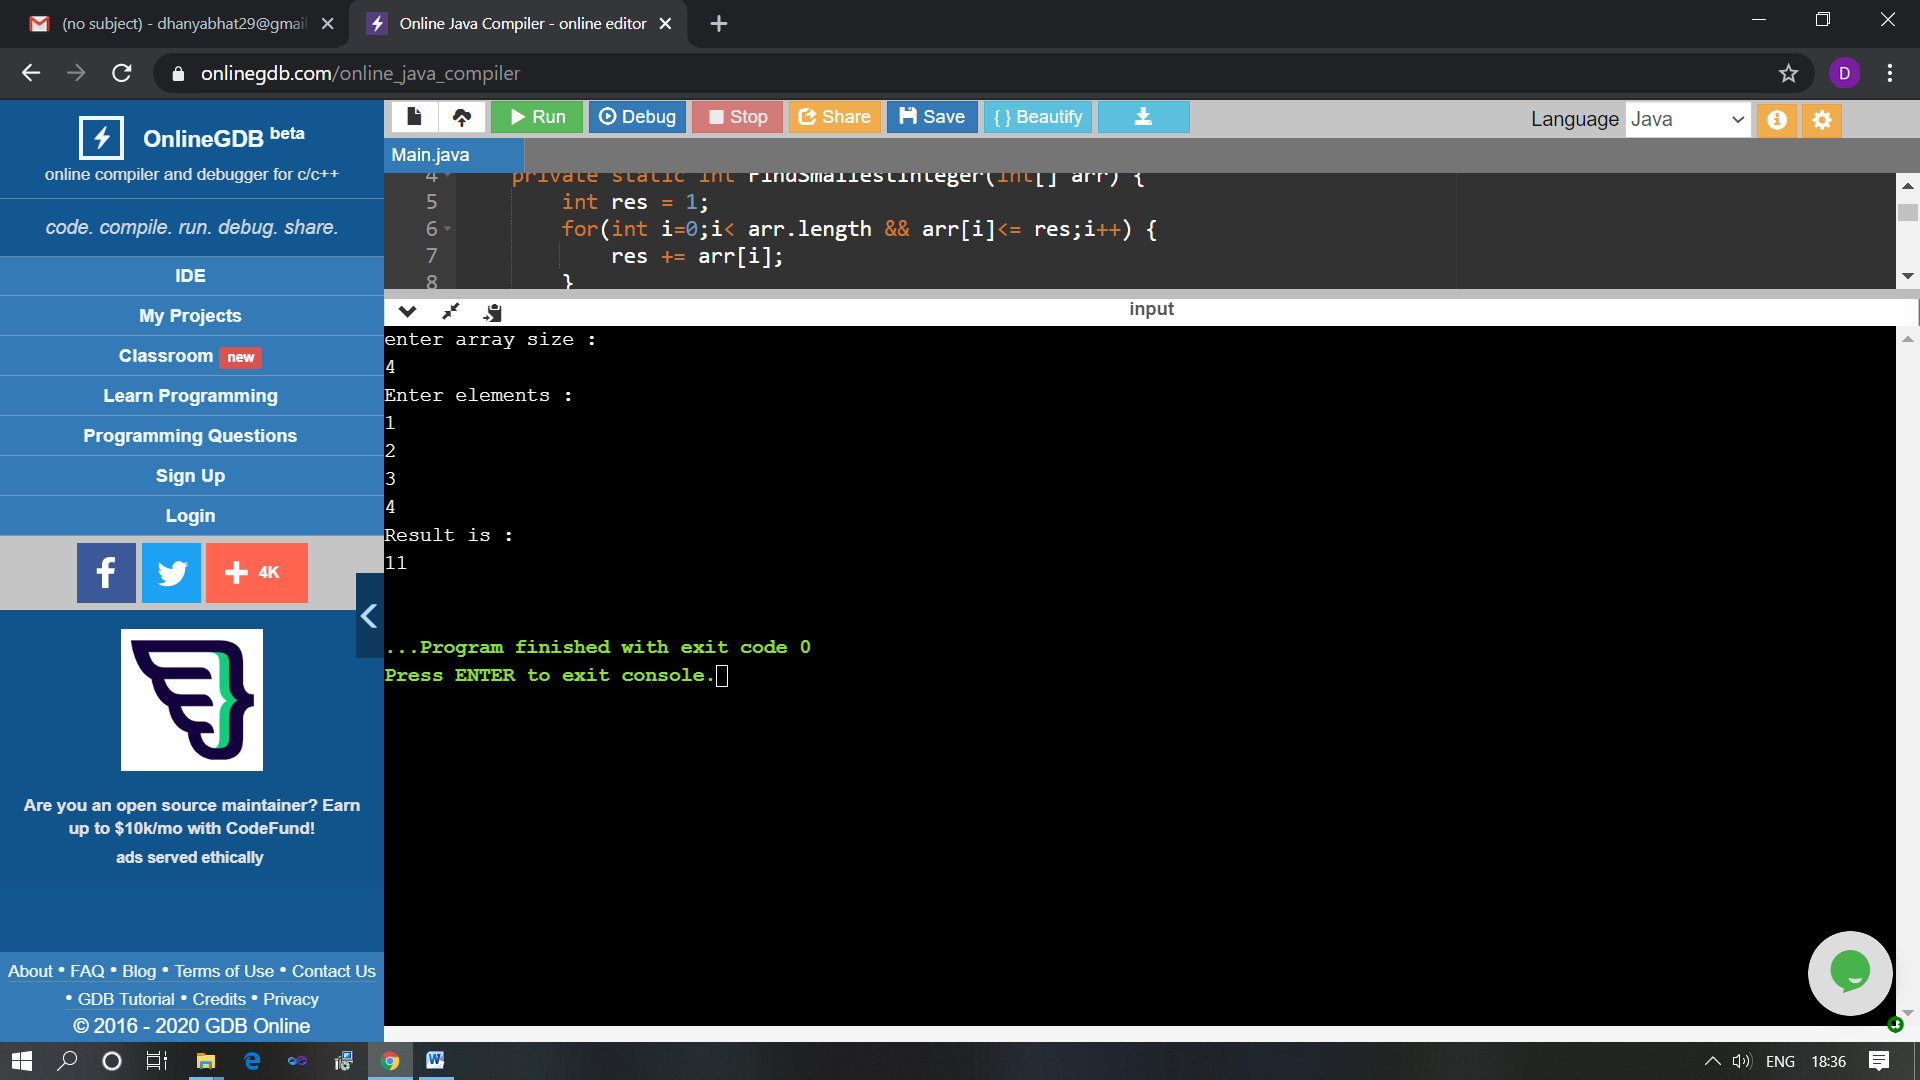 (no subject) - dhanyabhat29@gmail
Online Java Compiler - online editor
onlinegdb.com/online_java_compiler
D
OnlineGDB beta
online compiler and debugger for c/c++
code. compile. run. debug. share.
IDE
My Projects
Classroom new
Learn Programming
Programming Questions
Sign Up
Login
4K
Are you an open source maintainer? Earn
up to $10k/mo with CodeFund!
ads served ethically
About • FAQ • Blog • Terms of Use • Contact Us
• GDB Tutorial • Credits • Privacy
© 2016 - 2020 GDB Online
Run Debug Stop Share Save { } Beautify
Language Java
Main.java
4 private static int FindSmallestInteger(int[] arr) {
5 int res = 1;
6 for(int i=0;i< arr.length && arr[i]<= res;i++) {
7 res += arr[i];
8 }
input
enter array size :
4
Enter elements :
1
2
3
4
Result is :
11
...Program finished with exit code 0
Press ENTER to exit console.
ENG 18:36